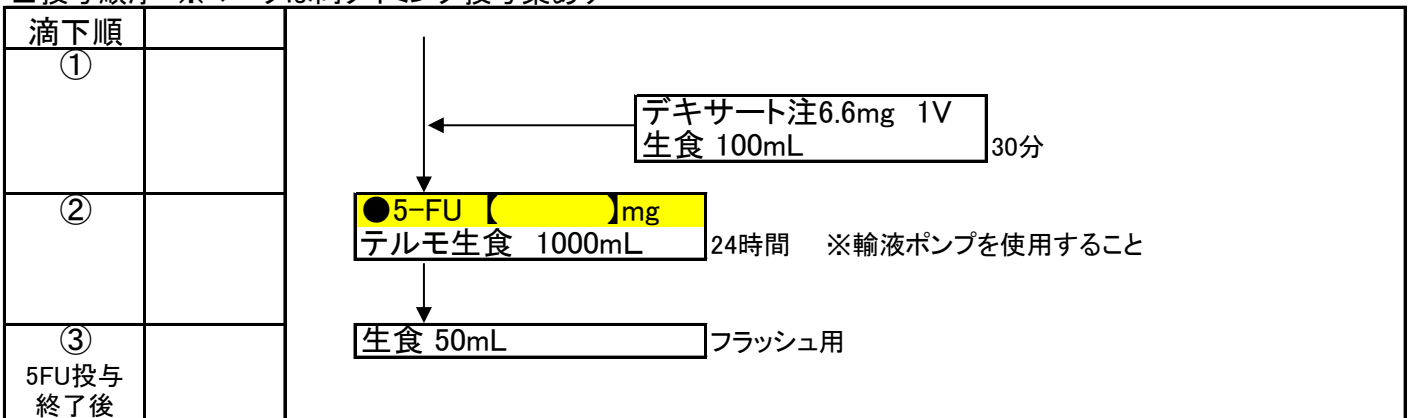 滴下順
①
デキサート注6.6mg 1V
生食 100mL 30分
②
●5-FU 【 】mg
テルモ生食 1000mL 24時間 ※輸液ポンプを使用すること
③ 生食 50mL フラッシュ用
5FU投与
終了後